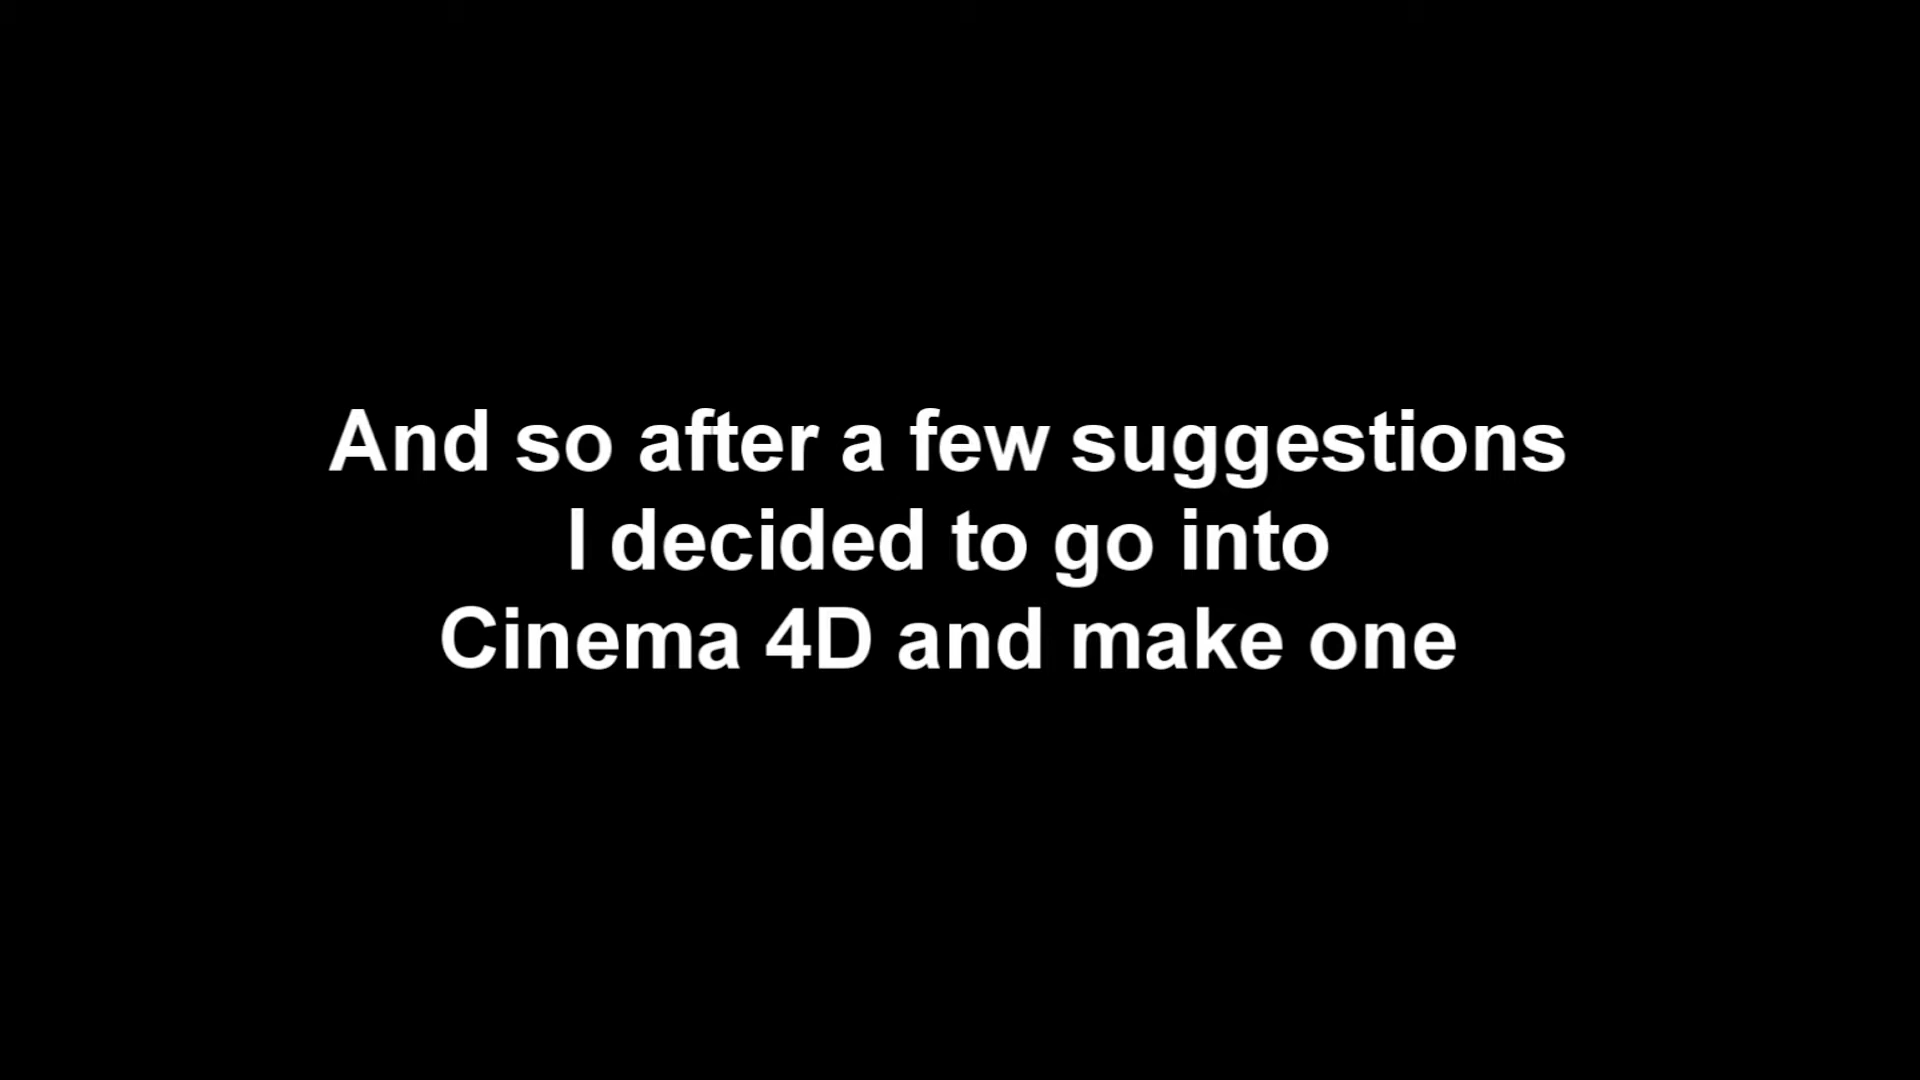 And so after a few suggestions
I decided to go into
Cinema 4D and make one